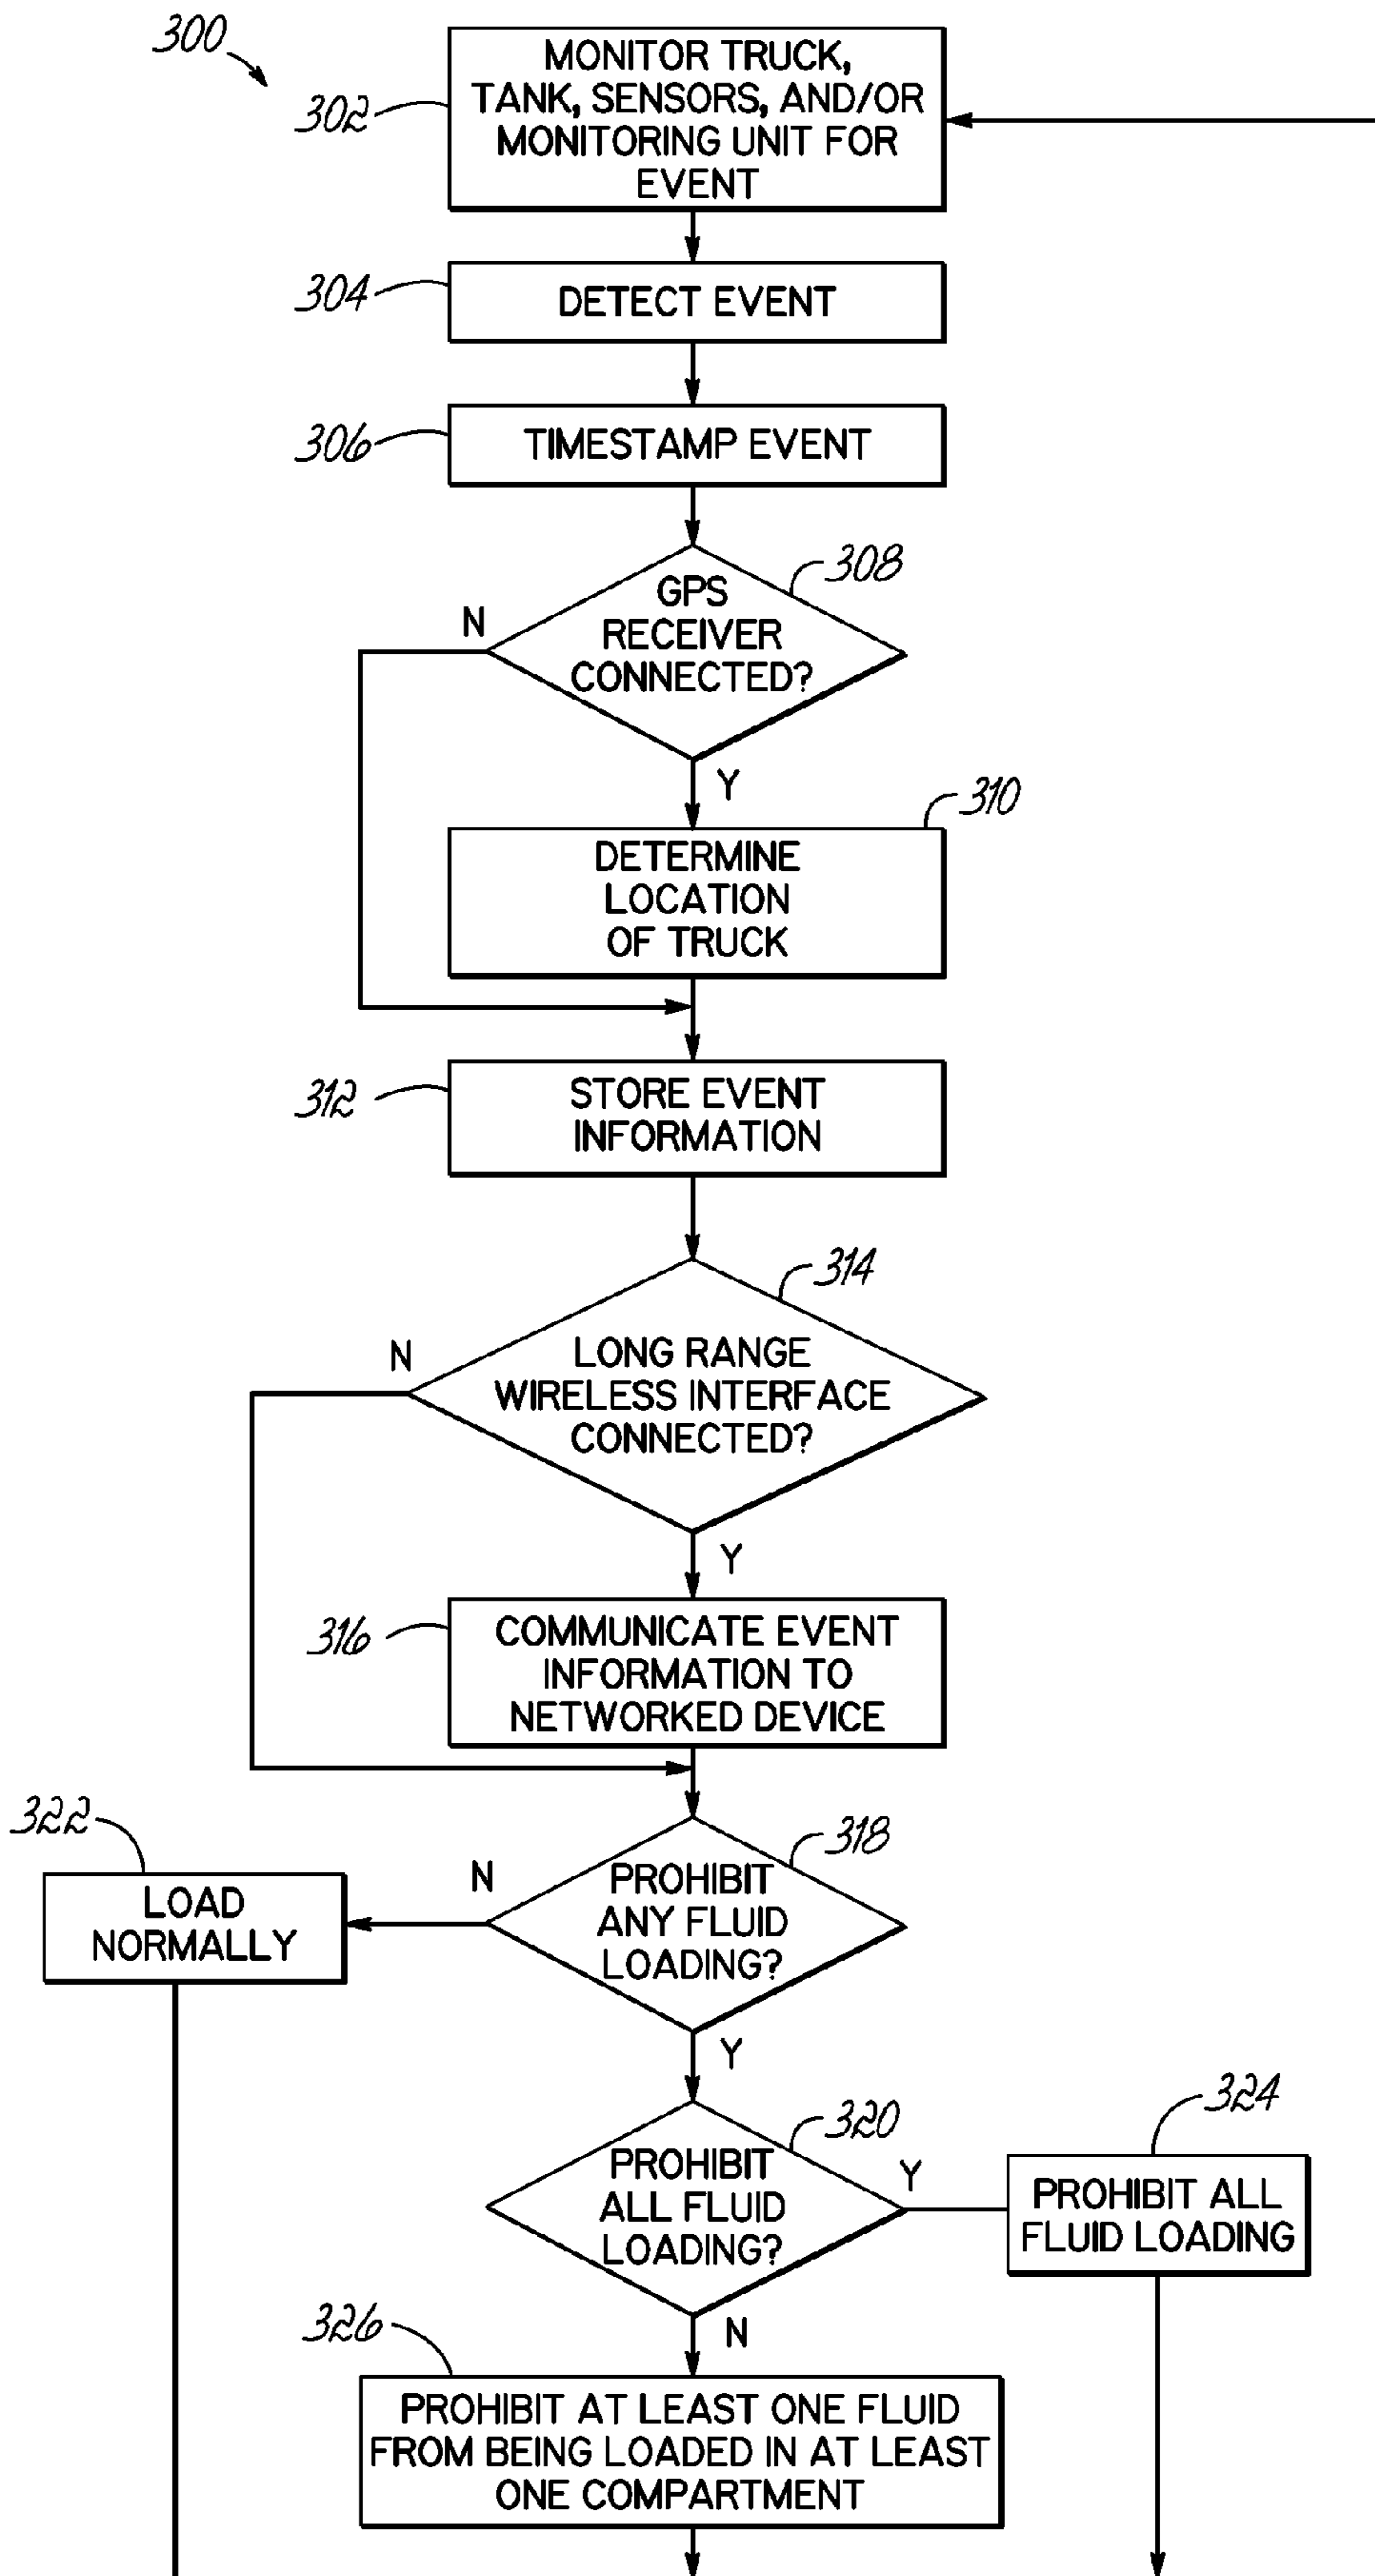 300
302
MONITOR TRUCK,
TANK, SENSORS, AND/OR
MONITORING UNIT FOR
EVENT
304
DETECT EVENT
306
TIMESTAMP EVENT
308
GPS
RECEIVER
CONNECTED?
N
Y
310
DETERMINE
LOCATION
OF TRUCK
312
STORE EVENT
INFORMATION
314
LONG RANGE
WIRELESS INTERFACE
CONNECTED?
N
Y
316
COMMUNICATE EVENT
INFORMATION TO
NETWORKED DEVICE
318
PROHIBIT
ANY FLUID
LOADING?
N
Y
322
LOAD
NORMALLY
320
PROHIBIT
ALL FLUID
LOADING?
Y
N
324
PROHIBIT ALL
FLUID LOADING
326
PROHIBIT AT LEAST ONE FLUID
FROM BEING LOADED IN AT LEAST
ONE COMPARTMENT